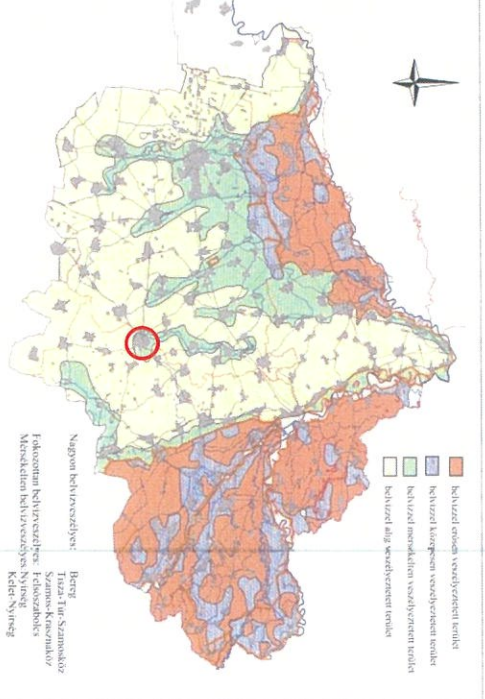 belvízzel erősen veszélyeztetett terület
belvízzel közepesen veszélyeztetett terület
belvízzel mérsékelten veszélyeztetett terület
belvízzel alig veszélyeztetett terület
Nagyon belvízveszélyes: Bereg
Tisza-Túr-Szamosköz
Szamos-Krasznaköz
Fokozottan belvízveszélyes: Felsőszabolcs
Mérsékelten belvízveszélyes: Nyírség
Kelet-Nyírség